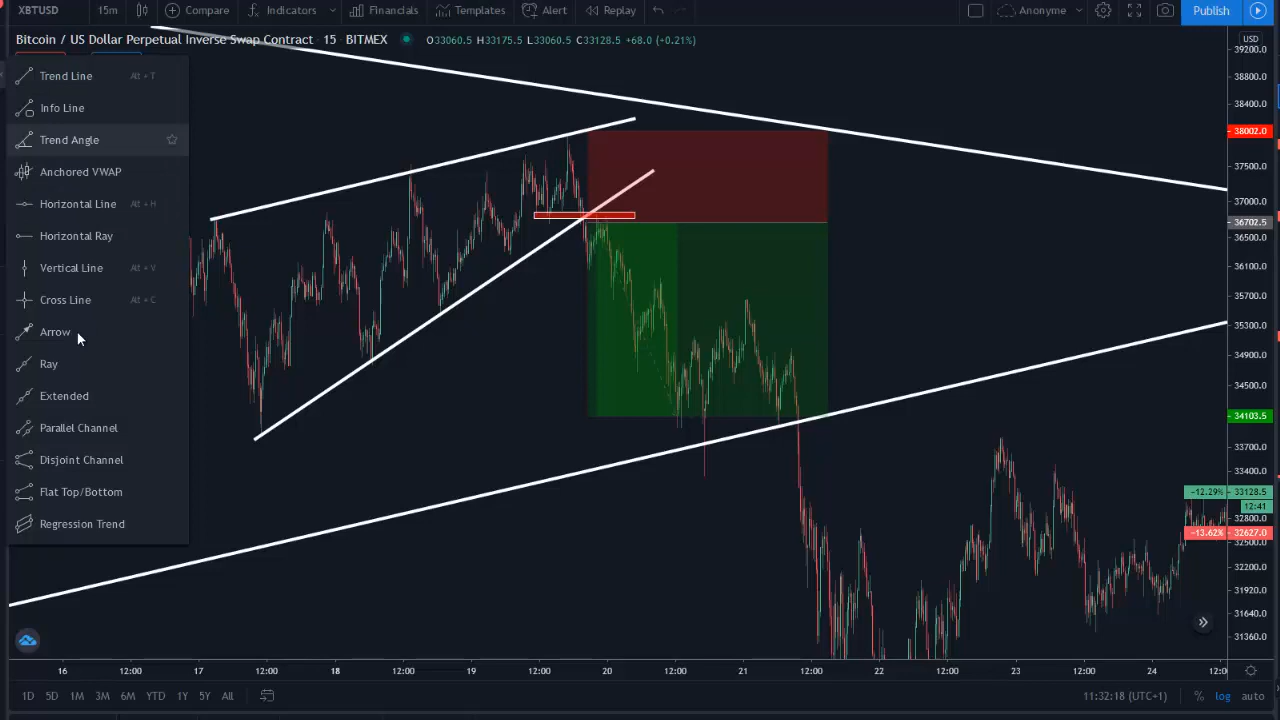 XBTUSD 15m Compare Indicators Financials Templates Alert Replay Anonyme Publish
Bitcoin / US Dollar Perpetual Inverse Swap Contract · 15 · BITMEX O33060.5 H33175.5 L33060.5 C33128.5 +68.0 (+0.21%)
USD
Trend Line Alt + T
Info Line
Trend Angle
Anchored VWAP
Horizontal Line Alt + H
Horizontal Ray
Vertical Line Alt + V
Cross Line Alt + C
Arrow
Ray
Extended
Parallel Channel
Disjoint Channel
Flat Top/Bottom
Regression Trend
39200.0
38800.0
38400.0
38002.0
37500.0
37000.0
36702.5
36500.0
36100.0
35700.0
35300.0
34900.0
34500.0
34103.5
33700.0
33400.0
-12.29% 33128.5
12:41
32800.0
-13.62% 32627.0
32500.0
32200.0
31920.0
31640.0
31360.0
16 12:00 17 12:00 18 12:00 19 12:00 20 12:00 21 12:00 22 12:00 23 12:00 24 12:0
1D 5D 1M 3M 6M YTD 1Y 5Y All 11:32:18 (UTC+1) % log auto